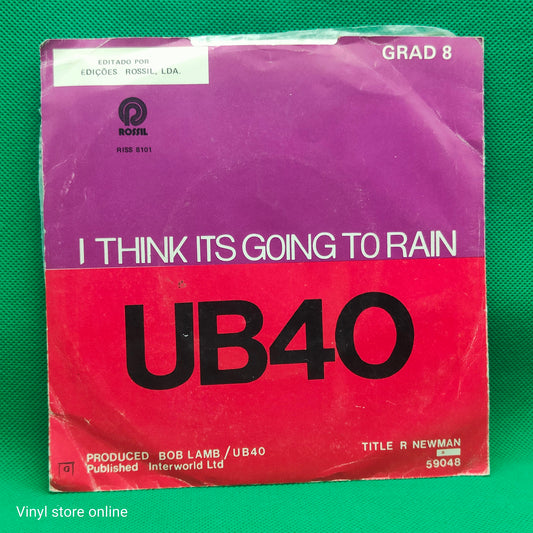 EDITADO POR
EDIÇÕES ROSSIL, LDA.
GRAD 8
ROSSIL
RISS 8101
I THINK ITS GOING TO RAIN
UB40
PRODUCED BOB LAMB/UB40
Published Interworld Ltd
TITLE R NEWMAN
59048
Vinyl store online